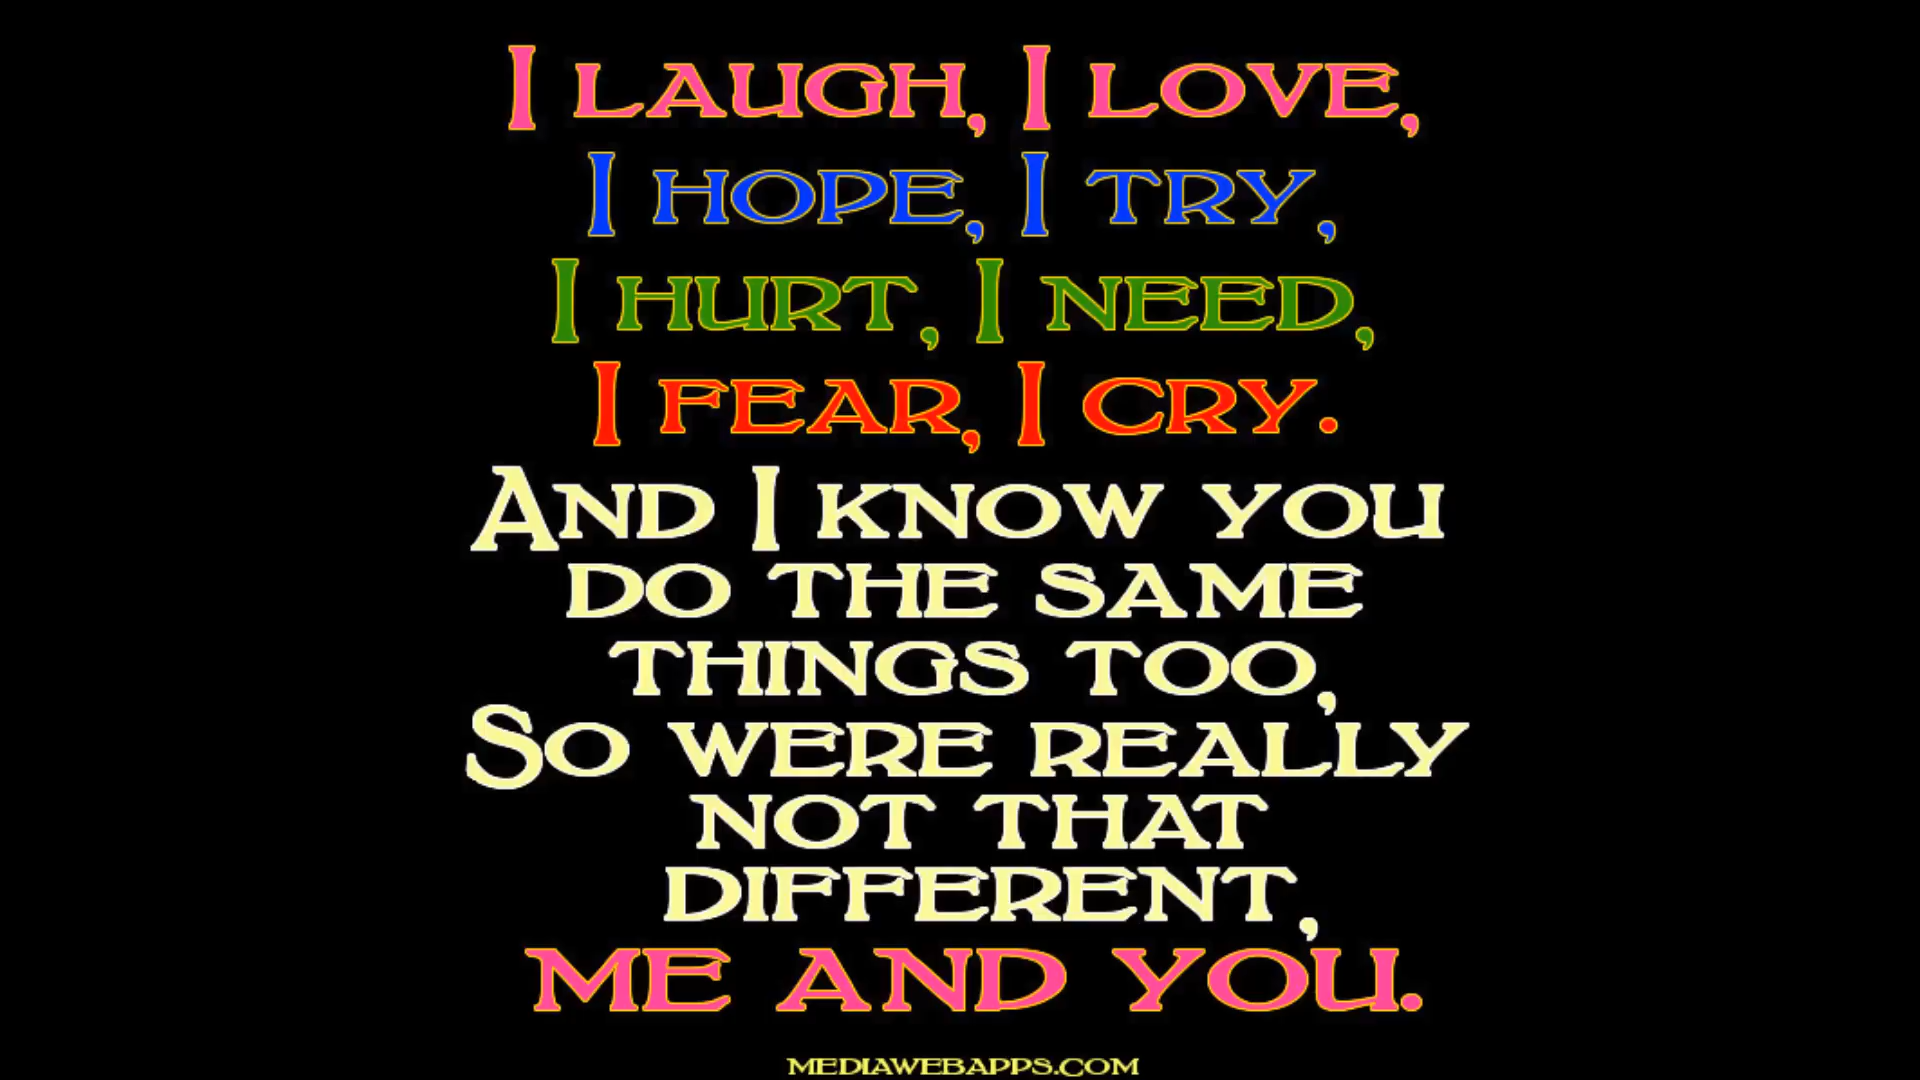 I LAUGH, I LOVE,
I HOPE, I TRY,
I HURT, I NEED,
I FEAR, I CRY.
AND I KNOW YOU
DO THE SAME
THINGS TOO,
SO WERE REALLY
NOT THAT
DIFFERENT,
ME AND YOU.
MEDIAWEBAPPS.COM